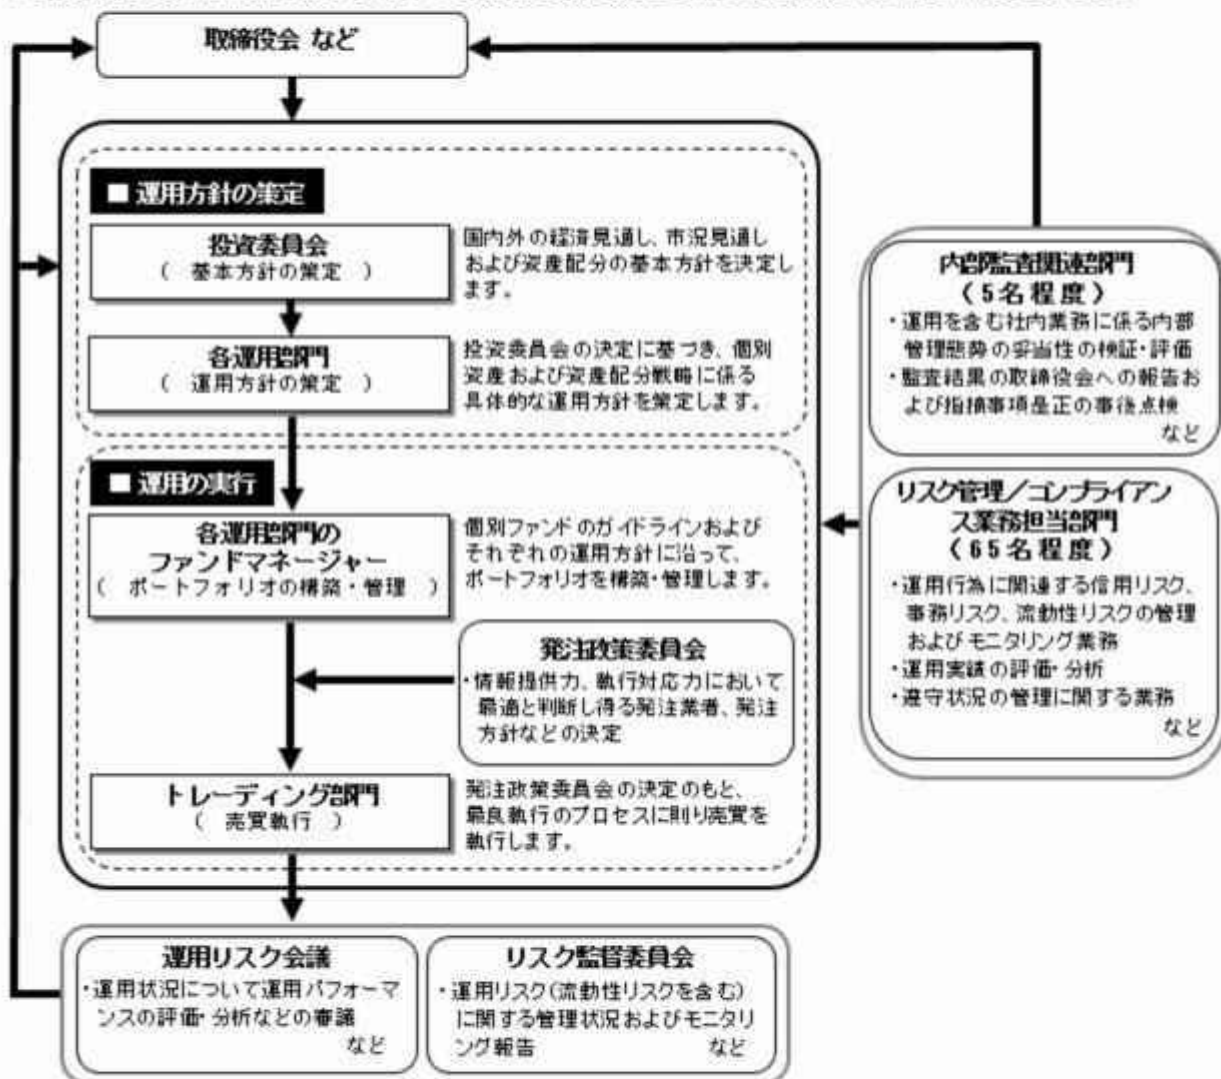 取締役会 など
■ 運用方針の策定
投資委員会
( 基本方針の策定 )
国内外の経済見通し、市況見通し
および資産配分の基本方針を決定し
ます。
各運用部門
( 運用方針の策定 )
投資委員会の決定に基づき、個別
資産および資産配分戦略に係る
具体的な運用方針を策定します。
■ 運用の実行
各運用部門の
ファンドマネージャー
( ポートフォリオの構築・管理 )
個別ファンドのガイドラインおよび
それぞれの運用方針に沿って、
ポートフォリオを構築・管理します。
発注政策委員会
・情報提供力、執行対応力において
最適と判断し得る発注業者、発注
方針などの決定
トレーディング部門
( 売買執行 )
発注政策委員会の決定のもと、
最良執行のプロセスに則り売買を
執行します。
内部監査関連部門
(5名程度)
・運用を含む社内業務に係る内部
管理態勢の妥当性の検証・評価
・監査結果の取締役会への報告お
よび指摘事項是正の事後点検
など
リスク管理/コンプライアン
ス業務担当部門
(65名程度)
・運用行為に関連する信用リスク、
事務リスク、流動性リスクの管理
およびモニタリング業務
・運用実績の評価・分析
・遵守状況の管理に関する業務
など
運用リスク会議
・運用状況について運用パフォーマ
ンスの評価・分析などの審議
など
リスク監督委員会
・運用リスク(流動性リスクを含む)
に関する管理状況およびモニタリ
ング報告 など